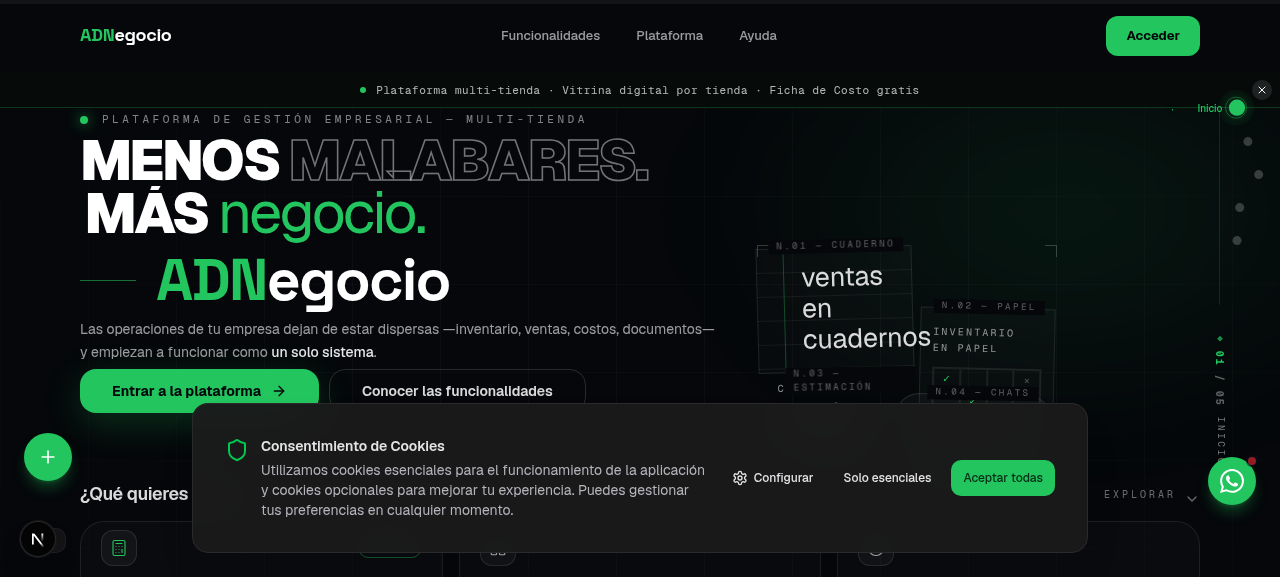 ADNegocio
Funcionalidades
Plataforma
Ayuda
Acceder
Plataforma multi-tienda · Vitrina digital por tienda · Ficha de Costo gratis
Inicio
PLATAFORMA DE GESTIÓN EMPRESARIAL — MULTI-TIENDA
MENOS MALABARES.
MÁS negocio.
ADNegocio
Las operaciones de tu empresa dejan de estar dispersas —inventario, ventas, costos, documentos—
y empiezan a funcionar como un solo sistema.
Entrar a la plataforma →
Conocer las funcionalidades
N.01 — CUADERNO
ventas
en
cuadernos
N.02 — PAPEL
INVENTARIO
EN PAPEL
N.03 —
ESTIMACIÓN
C
N.04 — CHATS
01 / 05 INICIO
Consentimiento de Cookies
Utilizamos cookies esenciales para el funcionamiento de la aplicación
y cookies opcionales para mejorar tu experiencia. Puedes gestionar
tus preferencias en cualquier momento.
Configurar
Solo esenciales
Aceptar todas
¿Qué quieres
EXPLORAR
N